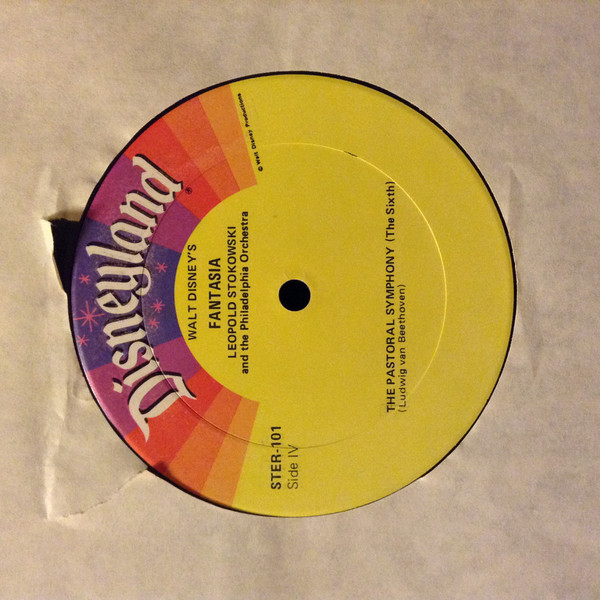 Disneyland®
© Walt Disney Productions
WALT DISNEY'S
FANTASIA
LEOPOLD STOKOWSKI
and the Philadelphia Orchestra
STER-101
Side IV
THE PASTORAL SYMPHONY (The Sixth)
(Ludwig van Beethoven)